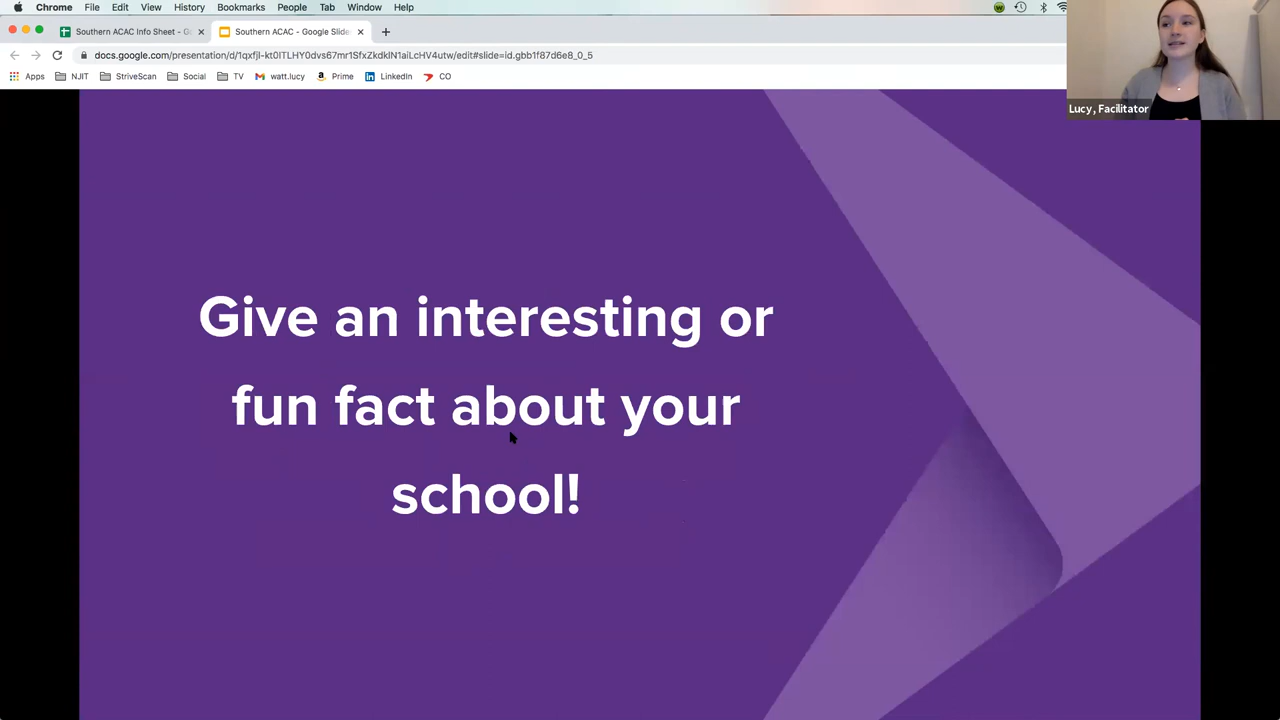 Chrome File Edit View History Bookmarks People Tab Window Help
Southern ACAC Info Sheet - Go
Southern ACAC - Google Slide
docs.google.com/presentation/d/1qxfjl-kt0ITLHY0dvs67mr1SfxZkdkIN1aiLcHV4utw/edit#slide=id.gbb1f87d6e8_0_5
Apps NJIT StriveScan Social TV watt.lucy Prime LinkedIn CO
Lucy, Facilitator
Give an interesting or
fun fact about your
school!